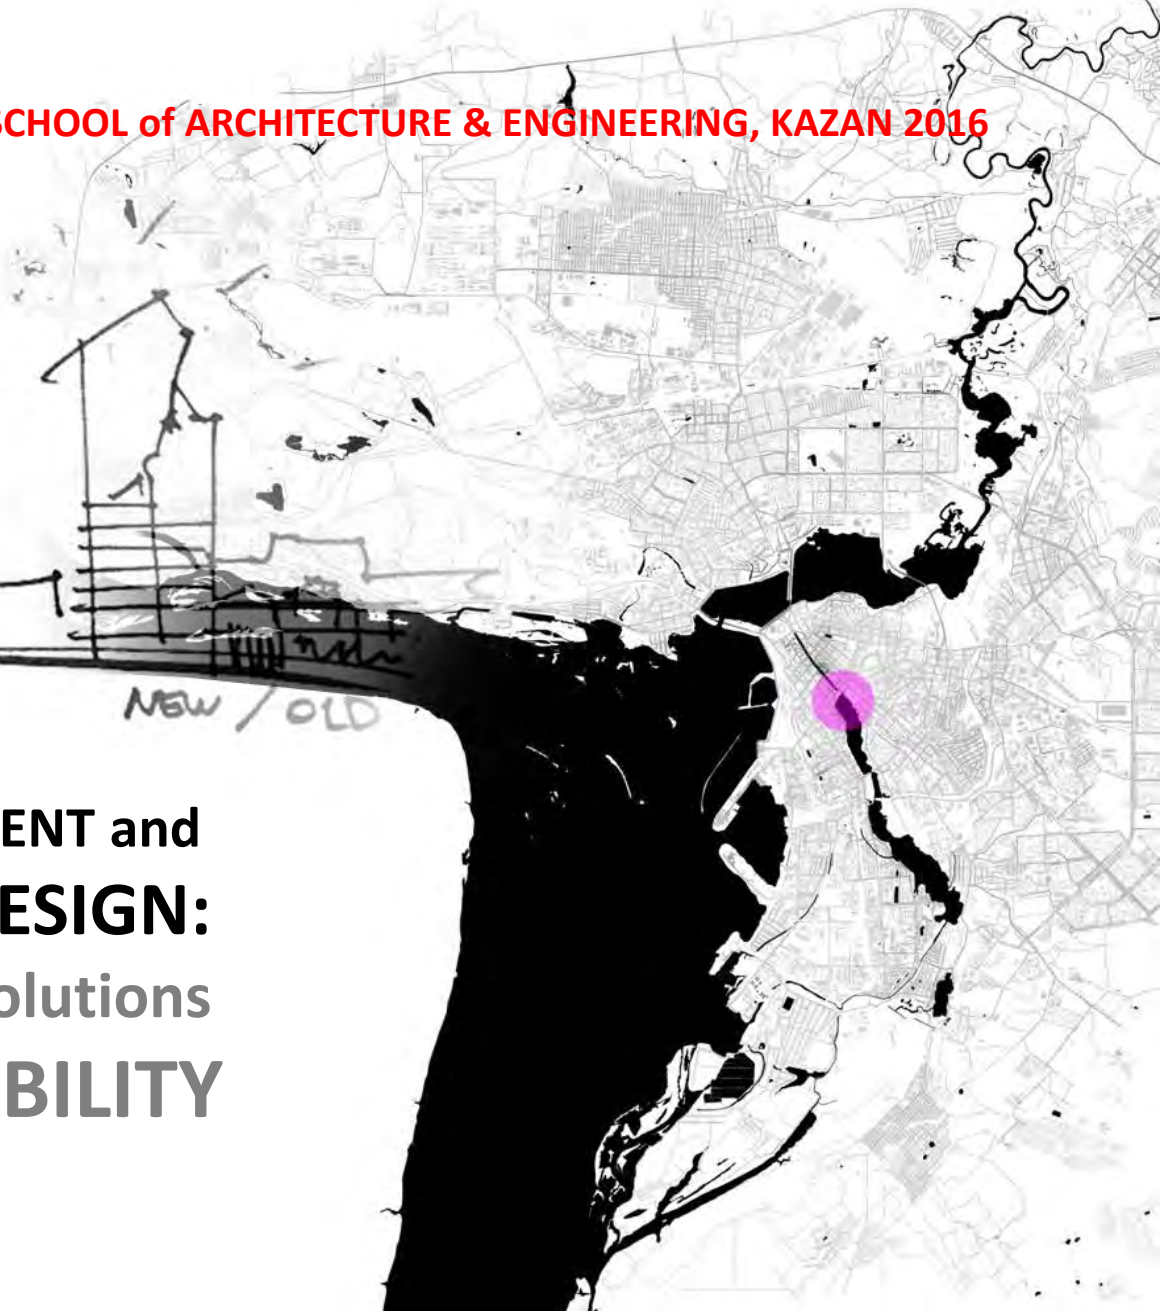 SCHOOL of ARCHITECTURE & ENGINEERING, KAZAN 2016
NEW / OLD
ENT and
ESIGN:
olutions
BILITY